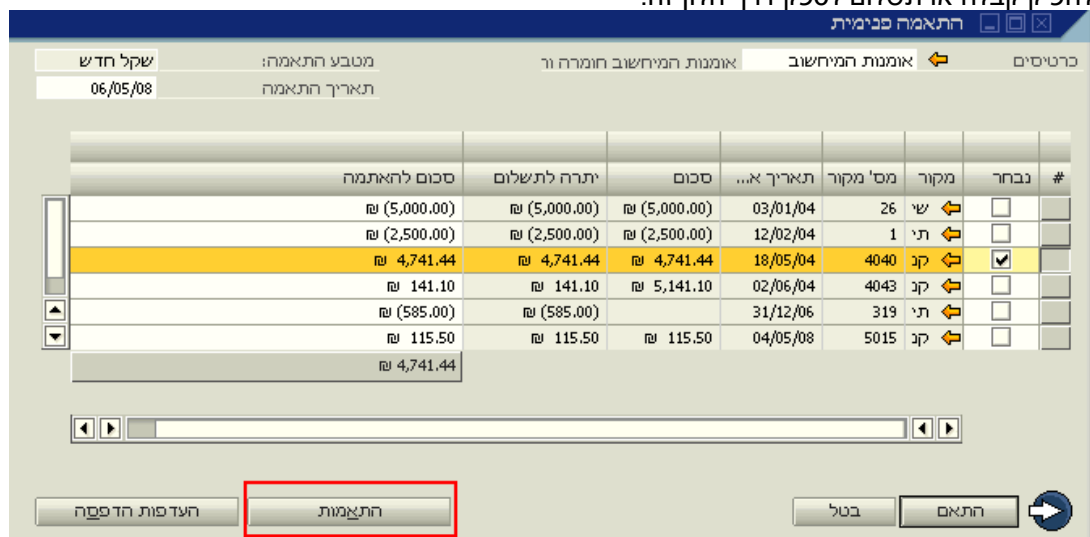 התאמה פנימית
כרטיסים אומנות המיחשוב אומנות המיחשוב חומרה ור מטבע התאמה: שקל חדש
תאריך התאמה 06/05/08
# נבחר מקור מס' מקור תאריך א... סכום יתרה לתשלום סכום להאתמה
שי 26 03/01/04 ₪ (5,000.00) ₪ (5,000.00) ₪ (5,000.00)
תי 1 12/02/04 ₪ (2,500.00) ₪ (2,500.00) ₪ (2,500.00)
קנ 4040 18/05/04 ₪ 4,741.44 ₪ 4,741.44 ₪ 4,741.44
קנ 4043 02/06/04 ₪ 5,141.10 ₪ 141.10 ₪ 141.10
תי 319 31/12/06 ₪ (585.00) ₪ (585.00)
קנ 5015 04/05/08 ₪ 115.50 ₪ 115.50 ₪ 115.50
₪ 4,741.44
התאם בטל התאמות העדפות הדפסה